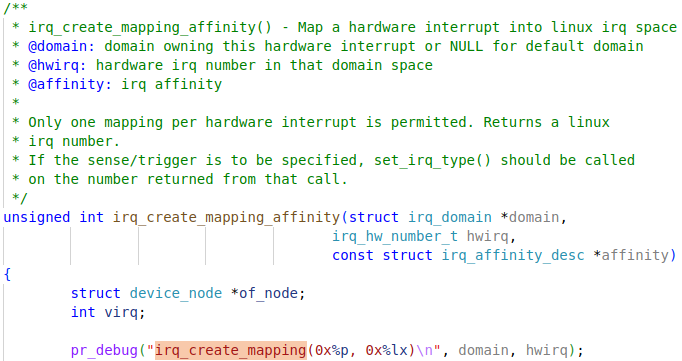 /**
 * irq_create_mapping_affinity() - Map a hardware interrupt into linux irq space
 * @domain: domain owning this hardware interrupt or NULL for default domain
 * @hwirq: hardware irq number in that domain space
 * @affinity: irq affinity
 *
 * Only one mapping per hardware interrupt is permitted. Returns a linux
 * irq number.
 * If the sense/trigger is to be specified, set_irq_type() should be called
 * on the number returned from that call.
 */
unsigned int irq_create_mapping_affinity(struct irq_domain *domain,
                                         irq_hw_number_t hwirq,
                                         const struct irq_affinity_desc *affinity)
{
        struct device_node *of_node;
        int virq;

        pr_debug("irq_create_mapping(0x%p, 0x%lx)\n", domain, hwirq);